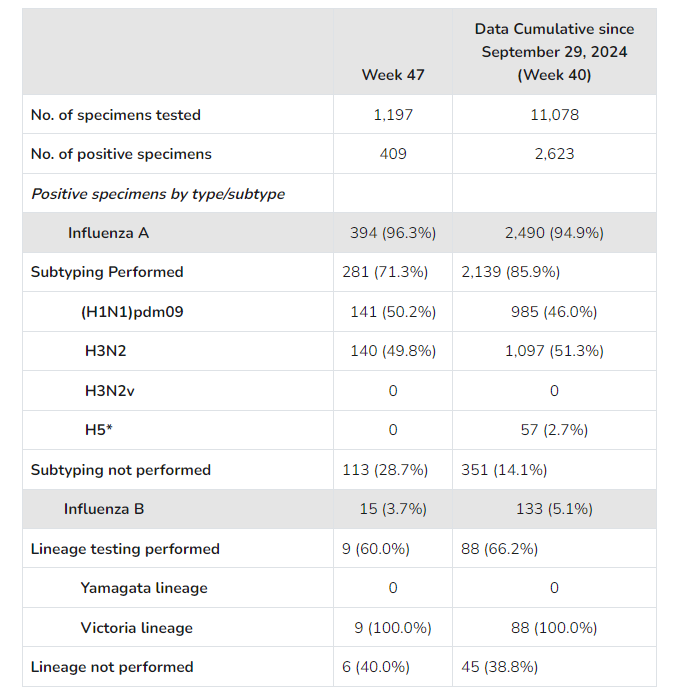 Data Cumulative since
September 29, 2024
Week 47 (Week 40)
No. of specimens tested 1,197 11,078
No. of positive specimens 409 2,623
Positive specimens by type/subtype
Influenza A 394 (96.3%) 2,490 (94.9%)
Subtyping Performed 281 (71.3%) 2,139 (85.9%)
(H1N1)pdm09 141 (50.2%) 985 (46.0%)
H3N2 140 (49.8%) 1,097 (51.3%)
H3N2v 0 0
H5* 0 57 (2.7%)
Subtyping not performed 113 (28.7%) 351 (14.1%)
Influenza B 15 (3.7%) 133 (5.1%)
Lineage testing performed 9 (60.0%) 88 (66.2%)
Yamagata lineage 0 0
Victoria lineage 9 (100.0%) 88 (100.0%)
Lineage not performed 6 (40.0%) 45 (38.8%)